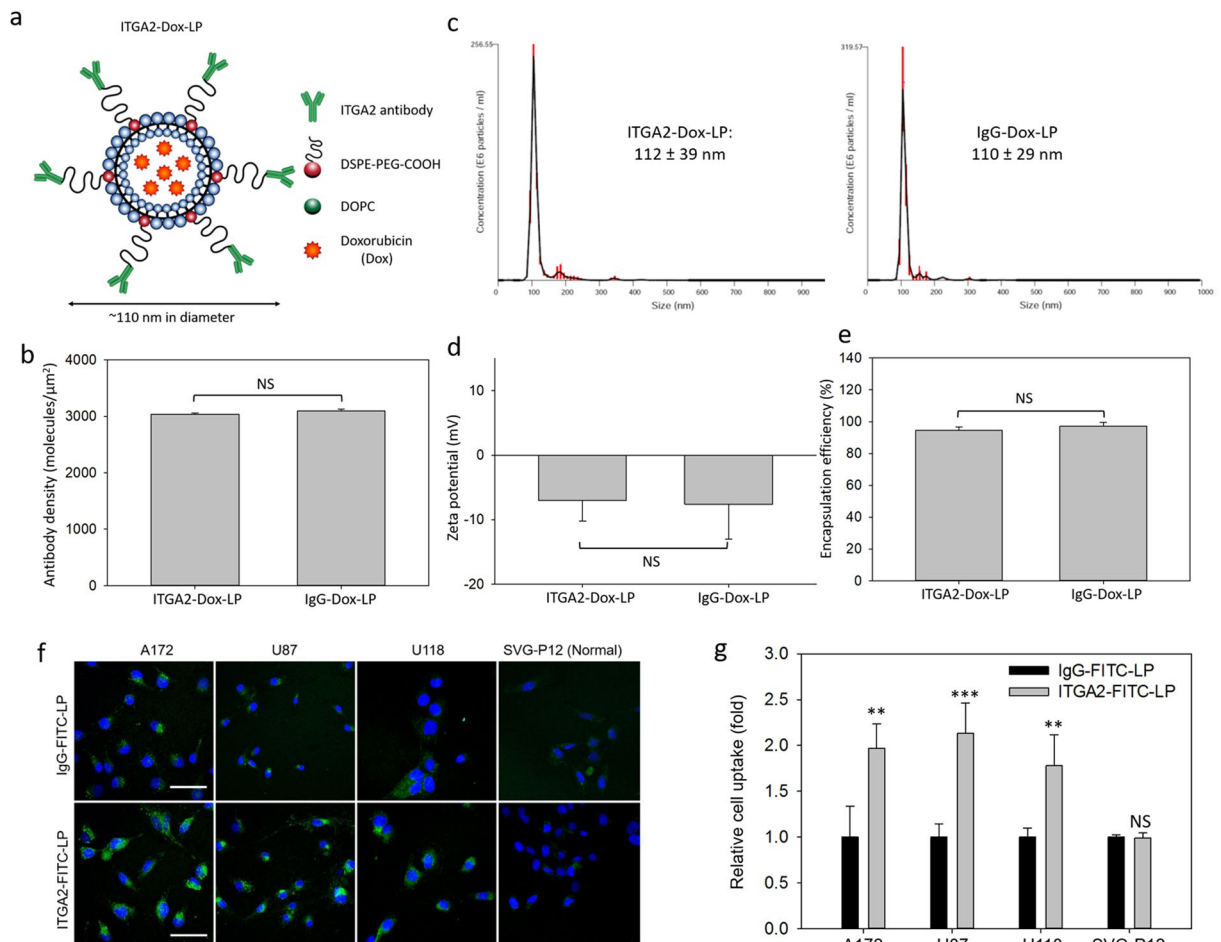 a
ITGA2-Dox-LP
ITGA2 antibody
DSPE-PEG-COOH
DOPC
Doxorubicin
(Dox)
~110 nm in diameter
c
256.55
Concentration (E6 particles / ml)
ITGA2-Dox-LP:
112 ± 39 nm
0 100 200 300 400 500 600 700 800 900
Size (nm)
319.57
Concentration (E6 particles / ml)
IgG-Dox-LP
110 ± 29 nm
0 100 200 300 400 500 600 700 800 900 1000
Size (nm)
b
Antibody density (molecules/µm²)
4000
3000
2000
1000
0
NS
ITGA2-Dox-LP IgG-Dox-LP
d
Zeta potential (mV)
10
0
-10
-20
NS
ITGA2-Dox-LP IgG-Dox-LP
e
Encapsulation efficiency (%)
140
120
100
80
60
40
20
0
NS
ITGA2-Dox-LP IgG-Dox-LP
f
A172 U87 U118 SVG-P12 (Normal)
IgG-FITC-LP
ITGA2-FITC-LP
g
Relative cell uptake (fold)
3.0
2.5
2.0
1.5
1.0
0.5
0.0
IgG-FITC-LP
ITGA2-FITC-LP
** *** ** NS
A172 U87 U118 SVG-P12